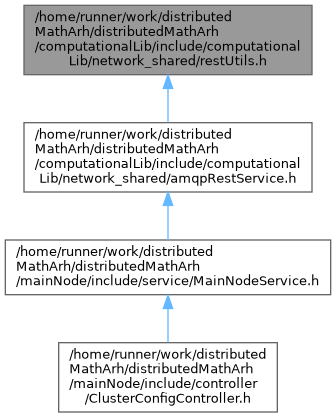 /home/runner/work/distributed
MathArh/distributedMathArh
/computationalLib/include/computational
Lib/network_shared/restUtils.h
/home/runner/work/distributed
MathArh/distributedMathArh
/computationalLib/include/computational
Lib/network_shared/amqpRestService.h
/home/runner/work/distributed
MathArh/distributedMathArh
/mainNode/include/service/MainNodeService.h
/home/runner/work/distributed
MathArh/distributedMathArh
/mainNode/include/controller
/ClusterConfigController.h